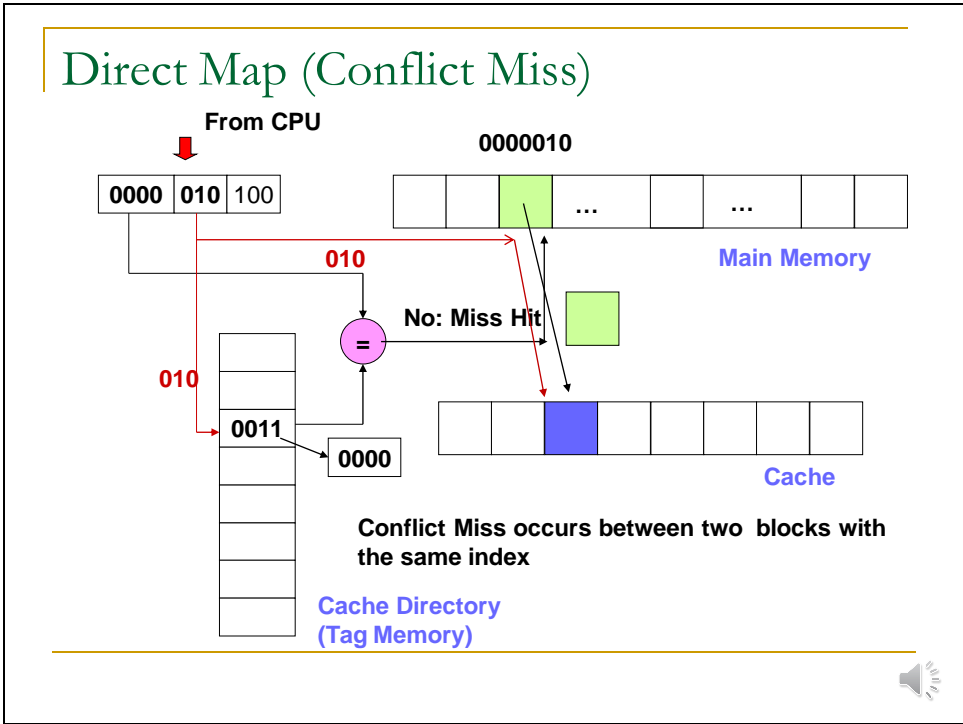 Direct Map (Conflict Miss)
From CPU
0000010
0000 010 100
... ...
010
Main Memory
No: Miss Hit
=
010
0011
0000
Cache
Conflict Miss occurs between two blocks with
the same index
Cache Directory
(Tag Memory)